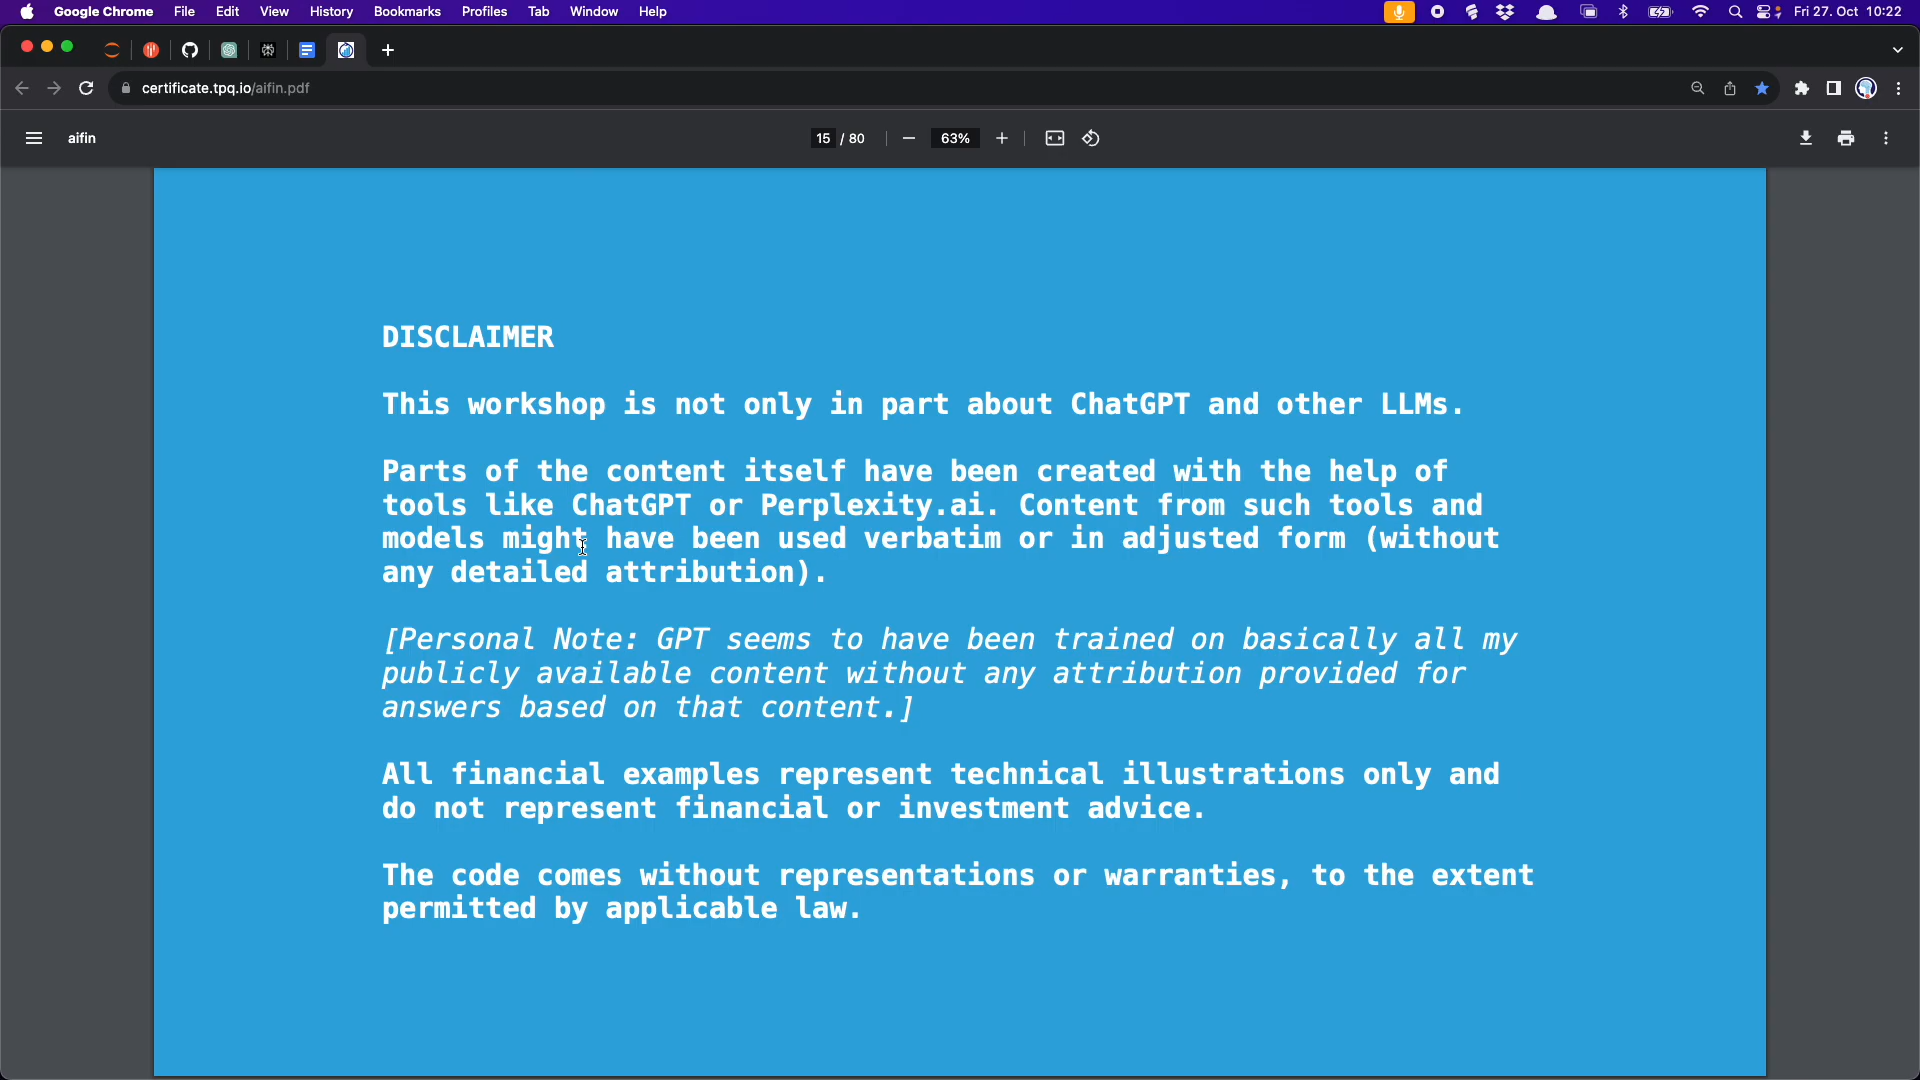 Google Chrome File Edit View History Bookmarks Profiles Tab Window Help Fri 27. Oct 10:22
certificate.tpq.io/aifin.pdf
aifin 15 / 80 63%
DISCLAIMER
This workshop is not only in part about ChatGPT and other LLMs.
Parts of the content itself have been created with the help of
tools like ChatGPT or Perplexity.ai. Content from such tools and
models might have been used verbatim or in adjusted form (without
any detailed attribution).
[Personal Note: GPT seems to have been trained on basically all my
publicly available content without any attribution provided for
answers based on that content.]
All financial examples represent technical illustrations only and
do not represent financial or investment advice.
The code comes without representations or warranties, to the extent
permitted by applicable law.